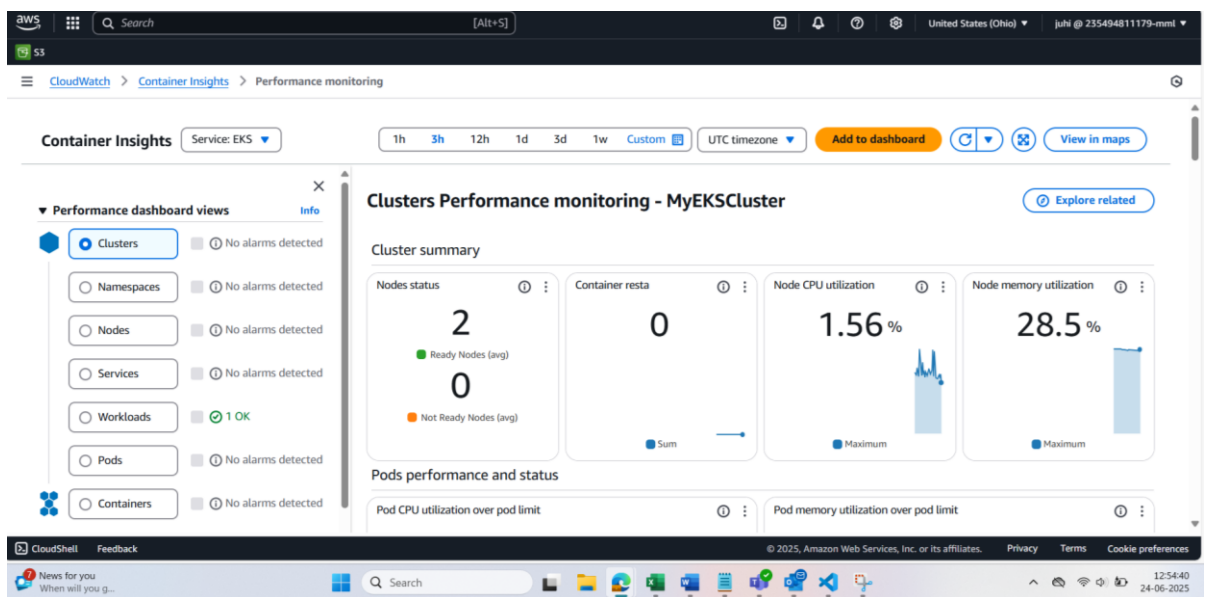 aws
Search
[Alt+S]
United States (Ohio)
juhi @ 235494811179-mml
S3
CloudWatch > Container Insights > Performance monitoring
Container Insights
Service: EKS
1h 3h 12h 1d 3d 1w Custom
UTC timezone
Add to dashboard
View in maps
Performance dashboard views
Info
Clusters
No alarms detected
Namespaces
No alarms detected
Nodes
No alarms detected
Services
No alarms detected
Workloads
1 OK
Pods
No alarms detected
Containers
No alarms detected
Clusters Performance monitoring - MyEKSCluster
Explore related
Cluster summary
Nodes status
2
Ready Nodes (avg)
0
Not Ready Nodes (avg)
Container resta
0
Sum
Node CPU utilization
1.56 %
Maximum
Node memory utilization
28.5 %
Maximum
Pods performance and status
Pod CPU utilization over pod limit
Pod memory utilization over pod limit
CloudShell
Feedback
© 2025, Amazon Web Services, Inc. or its affiliates.
Privacy
Terms
Cookie preferences
7
News for you
When will you g...
Search
12:54:40
24-06-2025